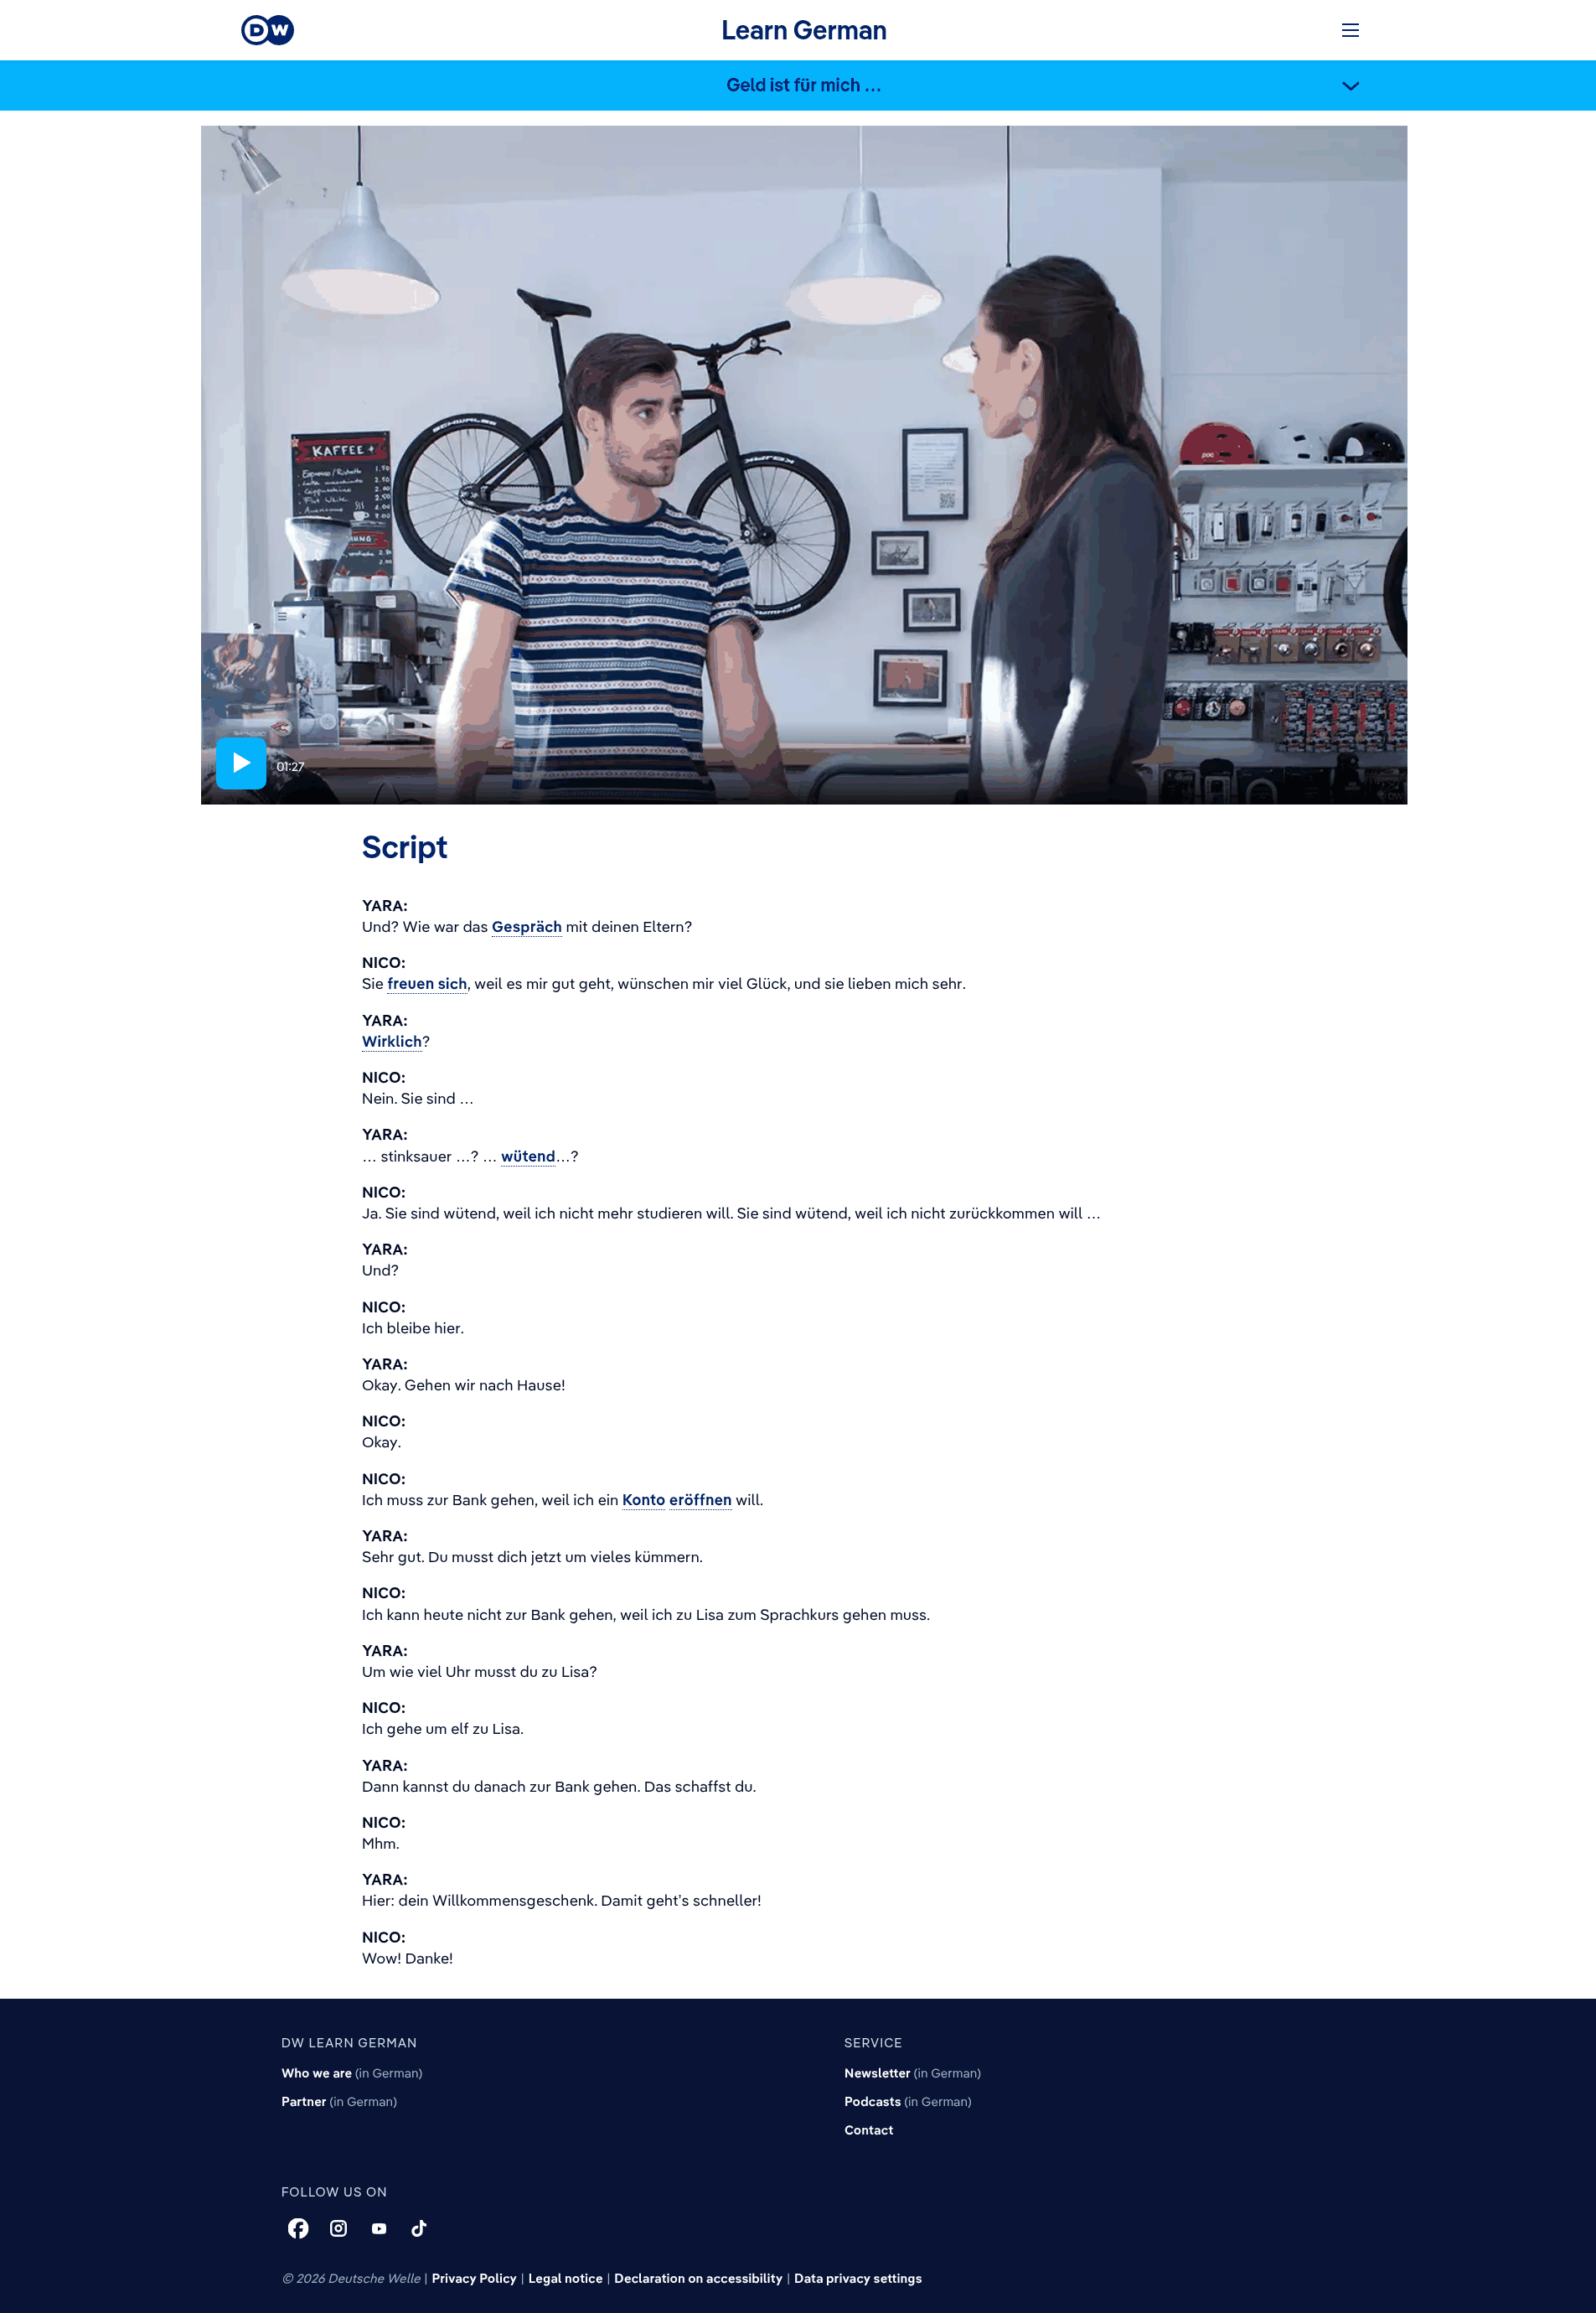 DW
Learn German
Geld ist für mich …
SCHWALBE
KAFFEE
poc
01:27
Script
YARA:
Und? Wie war das Gespräch mit deinen Eltern?
NICO:
Sie freuen sich, weil es mir gut geht, wünschen mir viel Glück, und sie lieben mich sehr.
YARA:
Wirklich?
NICO:
Nein. Sie sind …
YARA:
… stinksauer …? … wütend…?
NICO:
Ja. Sie sind wütend, weil ich nicht mehr studieren will. Sie sind wütend, weil ich nicht zurückkommen will …
YARA:
Und?
NICO:
Ich bleibe hier.
YARA:
Okay. Gehen wir nach Hause!
NICO:
Okay.
NICO:
Ich muss zur Bank gehen, weil ich ein Konto eröffnen will.
YARA:
Sehr gut. Du musst dich jetzt um vieles kümmern.
NICO:
Ich kann heute nicht zur Bank gehen, weil ich zu Lisa zum Sprachkurs gehen muss.
YARA:
Um wie viel Uhr musst du zu Lisa?
NICO:
Ich gehe um elf zu Lisa.
YARA:
Dann kannst du danach zur Bank gehen. Das schaffst du.
NICO:
Mhm.
YARA:
Hier: dein Willkommensgeschenk. Damit geht's schneller!
NICO:
Wow! Danke!
DW LEARN GERMAN
Who we are (in German)
Partner (in German)
SERVICE
Newsletter (in German)
Podcasts (in German)
Contact
FOLLOW US ON
© 2026 Deutsche Welle | Privacy Policy | Legal notice | Declaration on accessibility | Data privacy settings